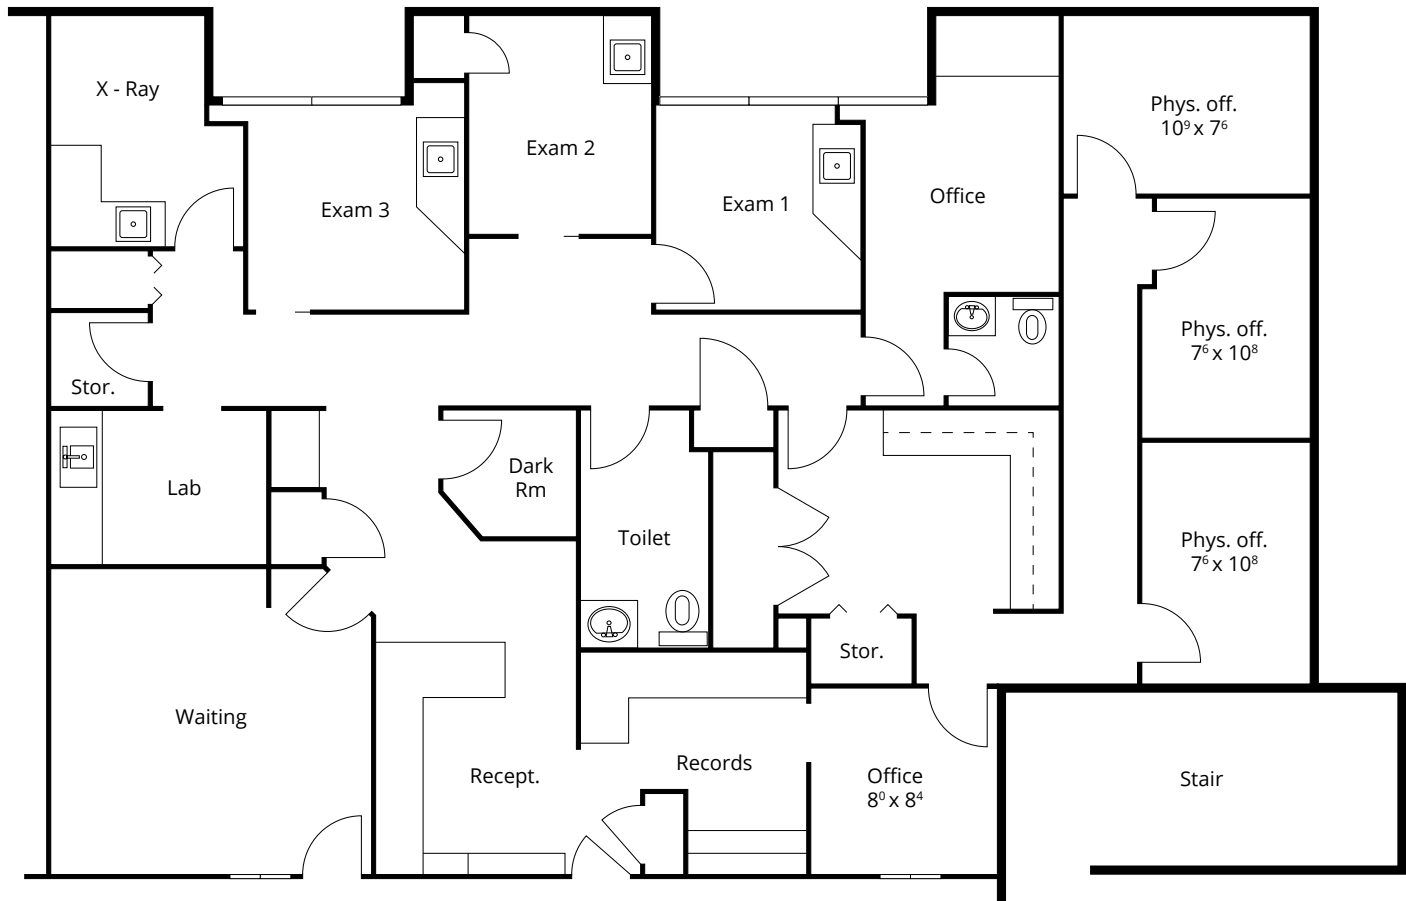 X - Ray
Exam 3
Exam 2
Exam 1
Office
Phys. off.
10⁹ x 7⁶
Phys. off.
7⁶ x 10⁸
Stor.
Lab
Dark
Rm
Toilet
Phys. off.
7⁶ x 10⁸
Stor.
Waiting
Recept.
Records
Office
8⁰ x 8⁴
Stair